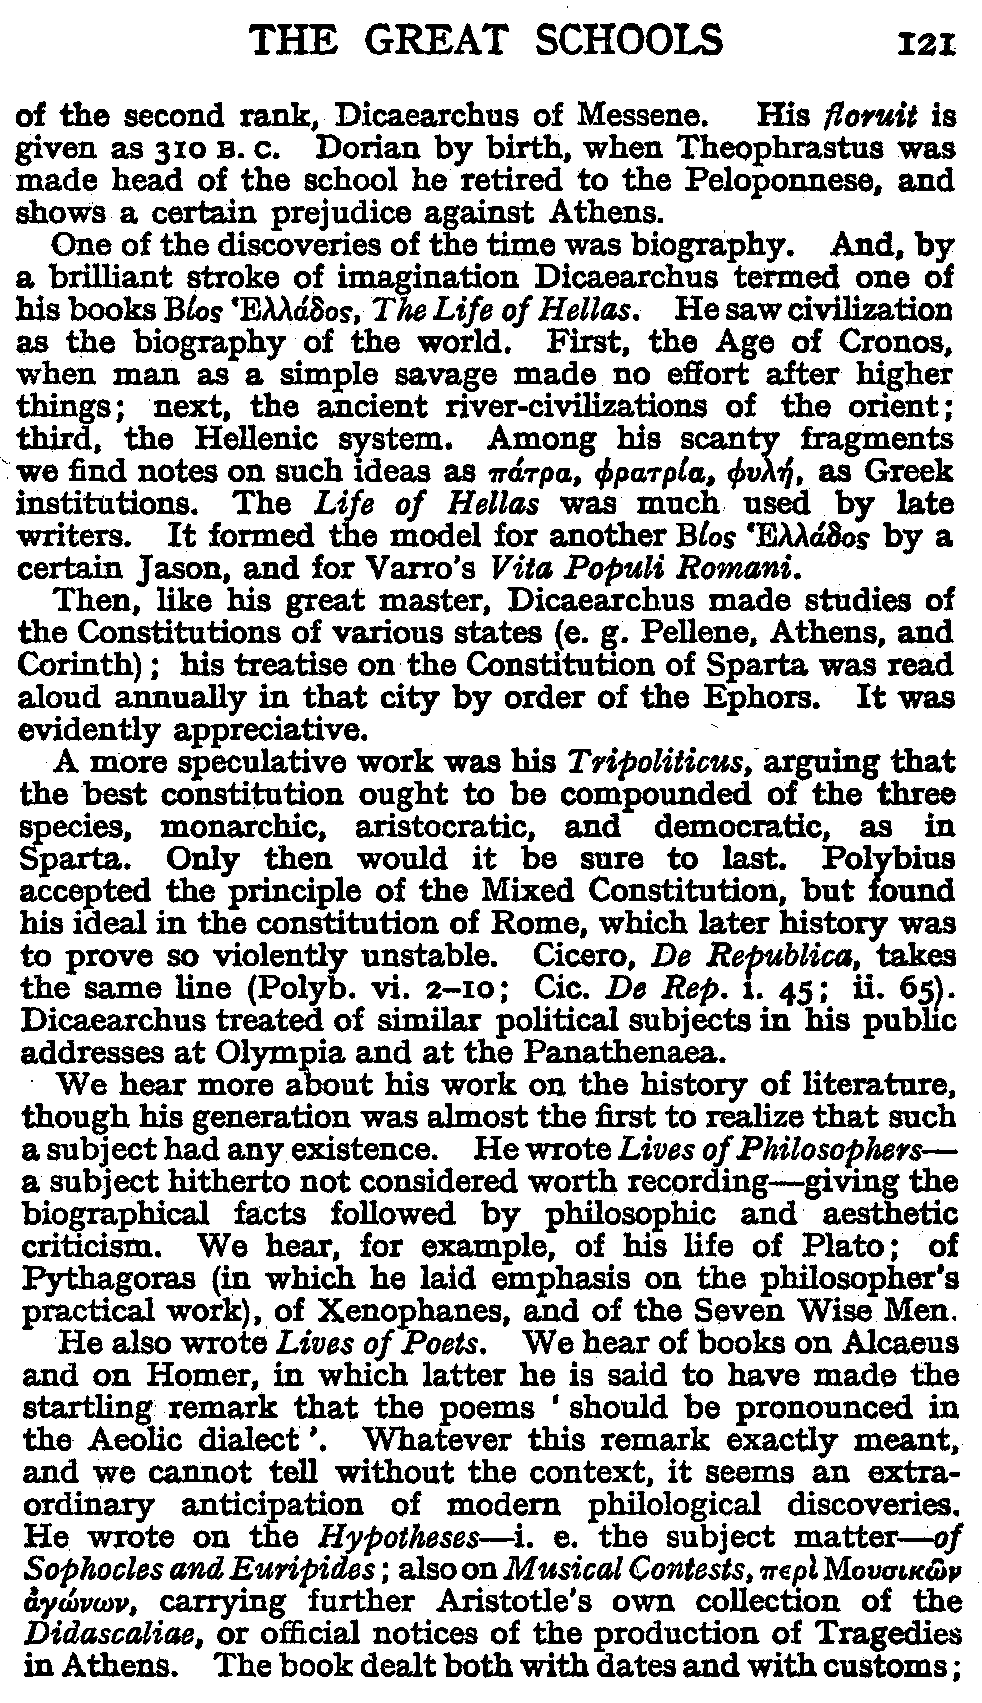 THE GREAT SCHOOLS 121
of the second rank, Dicaearchus of Messene. His floruit is
given as 310 B. C. Dorian by birth, when Theophrastus was
made head of the school he retired to the Peloponnese, and
shows a certain prejudice against Athens.
One of the discoveries of the time was biography. And, by
a brilliant stroke of imagination Dicaearchus termed one of
his books Βίος Ἑλλάδος, The Life of Hellas. He saw civilization
as the biography of the world. First, the Age of Cronos,
when man as a simple savage made no effort after higher
things; next, the ancient river-civilizations of the orient;
third, the Hellenic system. Among his scanty fragments
we find notes on such ideas as πάτρα, φρατρία, φυλή, as Greek
institutions. The Life of Hellas was much used by late
writers. It formed the model for another Βίος Ἑλλάδος by a
certain Jason, and for Varro's Vita Populi Romani.
Then, like his great master, Dicaearchus made studies of
the Constitutions of various states (e. g. Pellene, Athens, and
Corinth); his treatise on the Constitution of Sparta was read
aloud annually in that city by order of the Ephors. It was
evidently appreciative.
A more speculative work was his Tripoliticus, arguing that
the best constitution ought to be compounded of the three
species, monarchic, aristocratic, and democratic, as in
Sparta. Only then would it be sure to last. Polybius
accepted the principle of the Mixed Constitution, but found
his ideal in the constitution of Rome, which later history was
to prove so violently unstable. Cicero, De Republica, takes
the same line (Polyb. vi. 2–10; Cic. De Rep. i. 45; ii. 65).
Dicaearchus treated of similar political subjects in his public
addresses at Olympia and at the Panathenaea.
We hear more about his work on the history of literature,
though his generation was almost the first to realize that such
a subject had any existence. He wrote Lives of Philosophers—
a subject hitherto not considered worth recording—giving the
biographical facts followed by philosophic and aesthetic
criticism. We hear, for example, of his life of Plato; of
Pythagoras (in which he laid emphasis on the philosopher's
practical work), of Xenophanes, and of the Seven Wise Men.
He also wrote Lives of Poets. We hear of books on Alcaeus
and on Homer, in which latter he is said to have made the
startling remark that the poems 'should be pronounced in
the Aeolic dialect'. Whatever this remark exactly meant,
and we cannot tell without the context, it seems an extra-
ordinary anticipation of modern philological discoveries.
He wrote on the Hypotheses—i. e. the subject matter—of
Sophocles and Euripides; also on Musical Contests, περὶ Μουσικῶν
ἀγώνων, carrying further Aristotle's own collection of the
Didascaliae, or official notices of the production of Tragedies
in Athens. The book dealt both with dates and with customs;